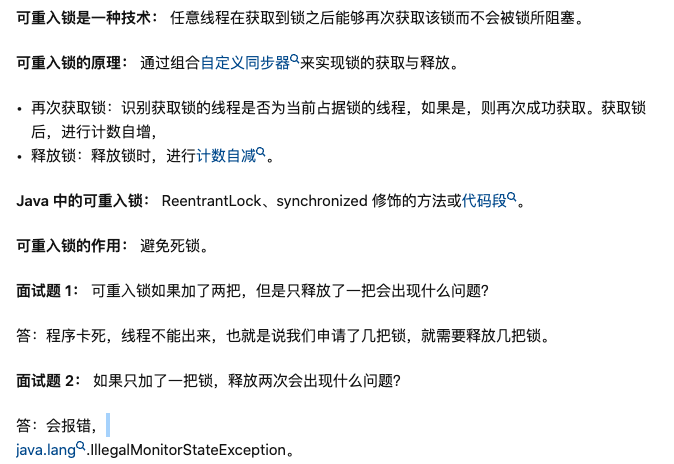 可重入锁是一种技术： 任意线程在获取到锁之后能够再次获取该锁而不会被锁所阻塞。
可重入锁的原理： 通过组合自定义同步器来实现锁的获取与释放。
• 再次获取锁：识别获取锁的线程是否为当前占据锁的线程，如果是，则再次成功获取。获取锁
后，进行计数自增，
• 释放锁：释放锁时，进行计数自减。
Java 中的可重入锁： ReentrantLock、synchronized 修饰的方法或代码段。
可重入锁的作用： 避免死锁。
面试题 1： 可重入锁如果加了两把，但是只释放了一把会出现什么问题？
答：程序卡死，线程不能出来，也就是说我们申请了几把锁，就需要释放几把锁。
面试题 2： 如果只加了一把锁，释放两次会出现什么问题？
答：会报错，
java.lang.IllegalMonitorStateException。